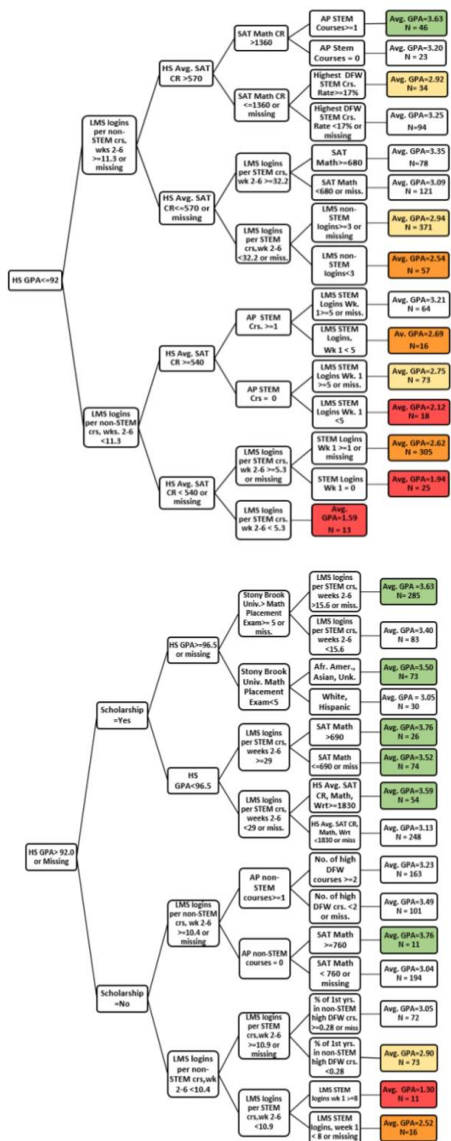 AP STEM
Courses>=1
Avg. GPA=3.63
N = 46
SAT Math CR
>1360
AP Stem
Courses = 0
Avg. GPA=3.20
N = 23
HS Avg. SAT
CR >570
Highest DFW
STEM Crs.
Rate>=17%
Avg. GPA=2.92
N= 34
SAT Math CR
<=1360 or
missing
Highest DFW
STEM Crs.
Rate <17% or
missing
Avg. GPA=3.25
N=94
LMS logins
per non-
STEM crs,
wks 2-6
>=11.3 or
missing
SAT
Math>=680
Avg. GPA=3.35
N=78
LMS logins
per STEM crs,
wk 2-6 >=32.2
SAT Math
<680 or miss.
Avg. GPA=3.09
N = 121
HS Avg. SAT
CR<=570 or
missing
LMS non-
STEM
logins>=3 or
missing
Avg. GPA=2.94
N = 371
LMS logins
per STEM
crs,wk 2-6
<32.2 or miss.
LMS non-
STEM
logins<3
Avg. GPA=2.54
N = 57
HS GPA<=92
LMS STEM
Logins Wk.
1>=5 or miss.
Avg. GPA=3.21
N = 64
AP STEM
Crs. >=1
LMS STEM
Logins,
Wk 1 < 5
Av. GPA=2.69
N=16
HS Avg. SAT
CR >=540
LMS STEM
Logins Wk. 1
>=5 or miss.
Avg. GPA=2.75
N = 73
AP STEM
Crs = 0
LMS STEM
Logins Wk. 1
<5
Avg. GPA=2.12
N = 18
LMS logins
per non-STEM
crs, wks. 2-6
<11.3
STEM Logins
Wk 1 >=1 or
missing
Avg. GPA=2.62
N = 305
LMS logins
per STEM crs,
wk 2-6 >=5.3
or missing
STEM Logins
Wk 1 = 0
Avg. GPA=1.94
N = 25
HS Avg. SAT
CR < 540 or
missing
LMS logins
per STEM crs.
wk 2-6 < 5.3
Avg.
GPA=1.59
N = 13
LMS logins
per STEM crs,
weeks 2-6
>15.6 or miss.
Avg. GPA =3.63
N= 285
Stony Brook
Univ.> Math
Placement
Exam>= 5 or
miss.
LMS logins
per STEM crs,
weeks 2-6
<15.6
Avg. GPA=3.40
N = 83
HS GPA>=96.5
or missing
Afr. Amer.,
Asian, Unk.
Avg. GPA=3.50
N= 73
Stony Brook
Univ. Math
Placement
Exam<5
White,
Hispanic
Avg. GPA = 3.05
N = 30
Scholarship
=Yes
SAT Math
>690
Avg. GPA=3.76
N = 26
LMS logins
per STEM crs,
weeks 2-6
>=29
SAT Math
<=690 or miss
Avg. GPA=3.52
N = 74
HS
GPA<96.5
HS Avg. SAT
CR, Math,
Wrt>=1830
Avg. GPA=3.59
N = 54
LMS logins
per STEM crs,
weeks 2-6
<29 or miss.
HS Avg. SAT CR,
Math, Wrt
<1830 or miss
Avg. GPA=3.13
N = 248
HS GPA> 92.0
or Missing
No. of high
DFW
courses >=2
Avg. GPA=3.23
N = 163
AP non-
STEM
courses>=1
No. of high
DFW crs. <2
or miss.
Avg. GPA=3.49
N = 101
LMS logins
per non-STEM
crs, wk 2-6
>=10.4 or
missing
SAT Math
>=760
Avg. GPA=3.76
N = 11
AP non-STEM
courses = 0
SAT Math
< 760 or
missing
Avg. GPA=3.04
N = 194
Scholarship
=No
% of 1st yrs.
in non-STEM
high DFW crs.
>=0.28 or miss
Avg. GPA=3.05
N = 72
LMS logins
per STEM
crs,wk 2-6
>=10.9 or
missing
% of 1st yrs.
in non-STEM
high DFW crs.
<0.28
Avg. GPA=2.90
N = 73
LMS logins
per non-
STEM crs,wk
2-6 <10.4
LMS STEM
logins wk 1 >=8
Avg. GPA=1.30
N = 11
LMS logins
per STEM
crs,wk 2-6
<10.9
LMS STEM
logins, week 1
< 8 or missing
Avg. GPA=2.52
N=16